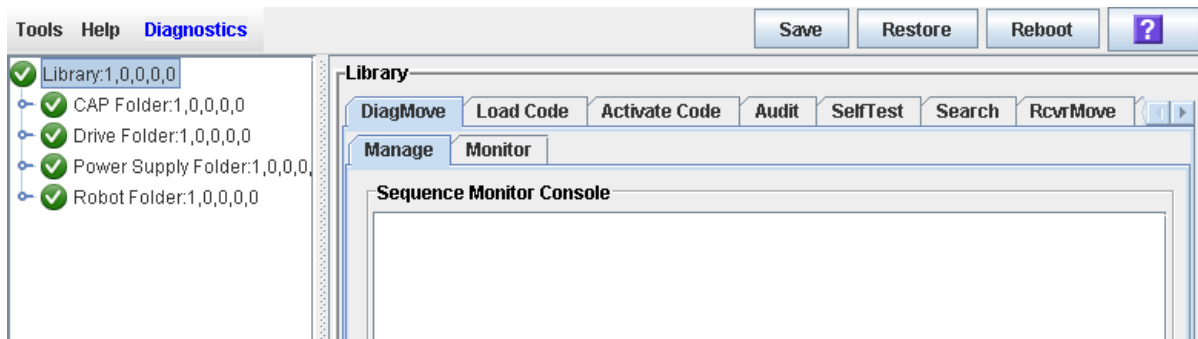 Tools Help Diagnostics Save Restore Reboot ?
Library:1,0,0,0,0
CAP Folder:1,0,0,0,0
Drive Folder:1,0,0,0,0
Power Supply Folder:1,0,0,0,
Robot Folder:1,0,0,0,0
Library
DiagMove Load Code Activate Code Audit SelfTest Search RcvrMove
Manage Monitor
Sequence Monitor Console